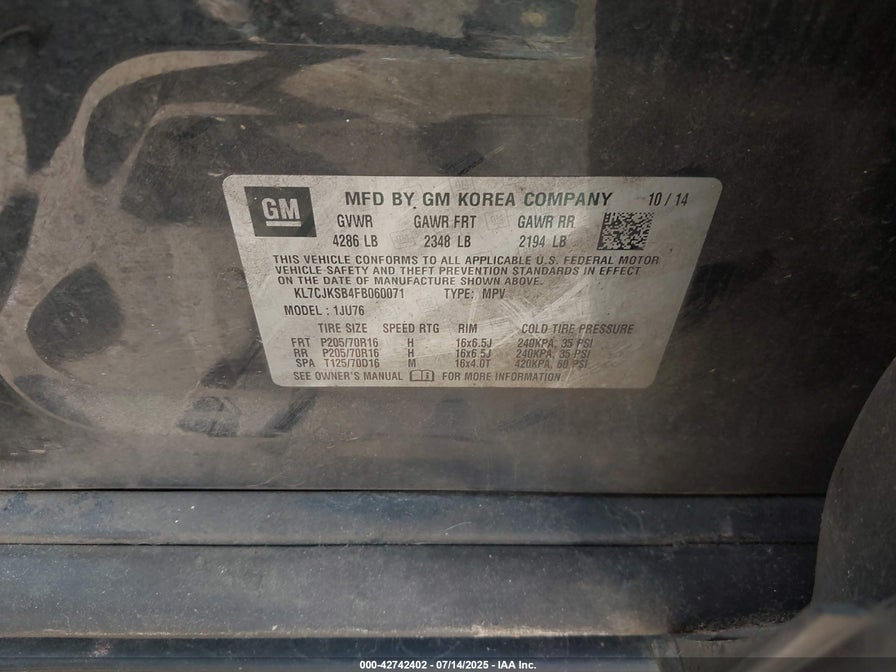 GM
MFD BY GM KOREA COMPANY 10 / 14
GVWR GAWR FRT GAWR RR
4286 LB 2348 LB 2194 LB
THIS VEHICLE CONFORMS TO ALL APPLICABLE U.S. FEDERAL MOTOR
VEHICLE SAFETY AND THEFT PREVENTION STANDARDS IN EFFECT
ON THE DATE OF MANUFACTURE SHOWN ABOVE.
KL7CJKSB4FB060071 TYPE: MPV
MODEL : 1JU76
TIRE SIZE SPEED RTG RIM COLD TIRE PRESSURE
FRT P205/70R16 H 16x6.5J 240KPA, 35 PSI
RR P205/70R16 H 16x6.5J 240KPA, 35 PSI
SPA T125/70D16 M 16x4.0T 420KPA, 60 PSI
SEE OWNER'S MANUAL FOR MORE INFORMATION
000-42742402 - 07/14/2025 - IAA Inc.